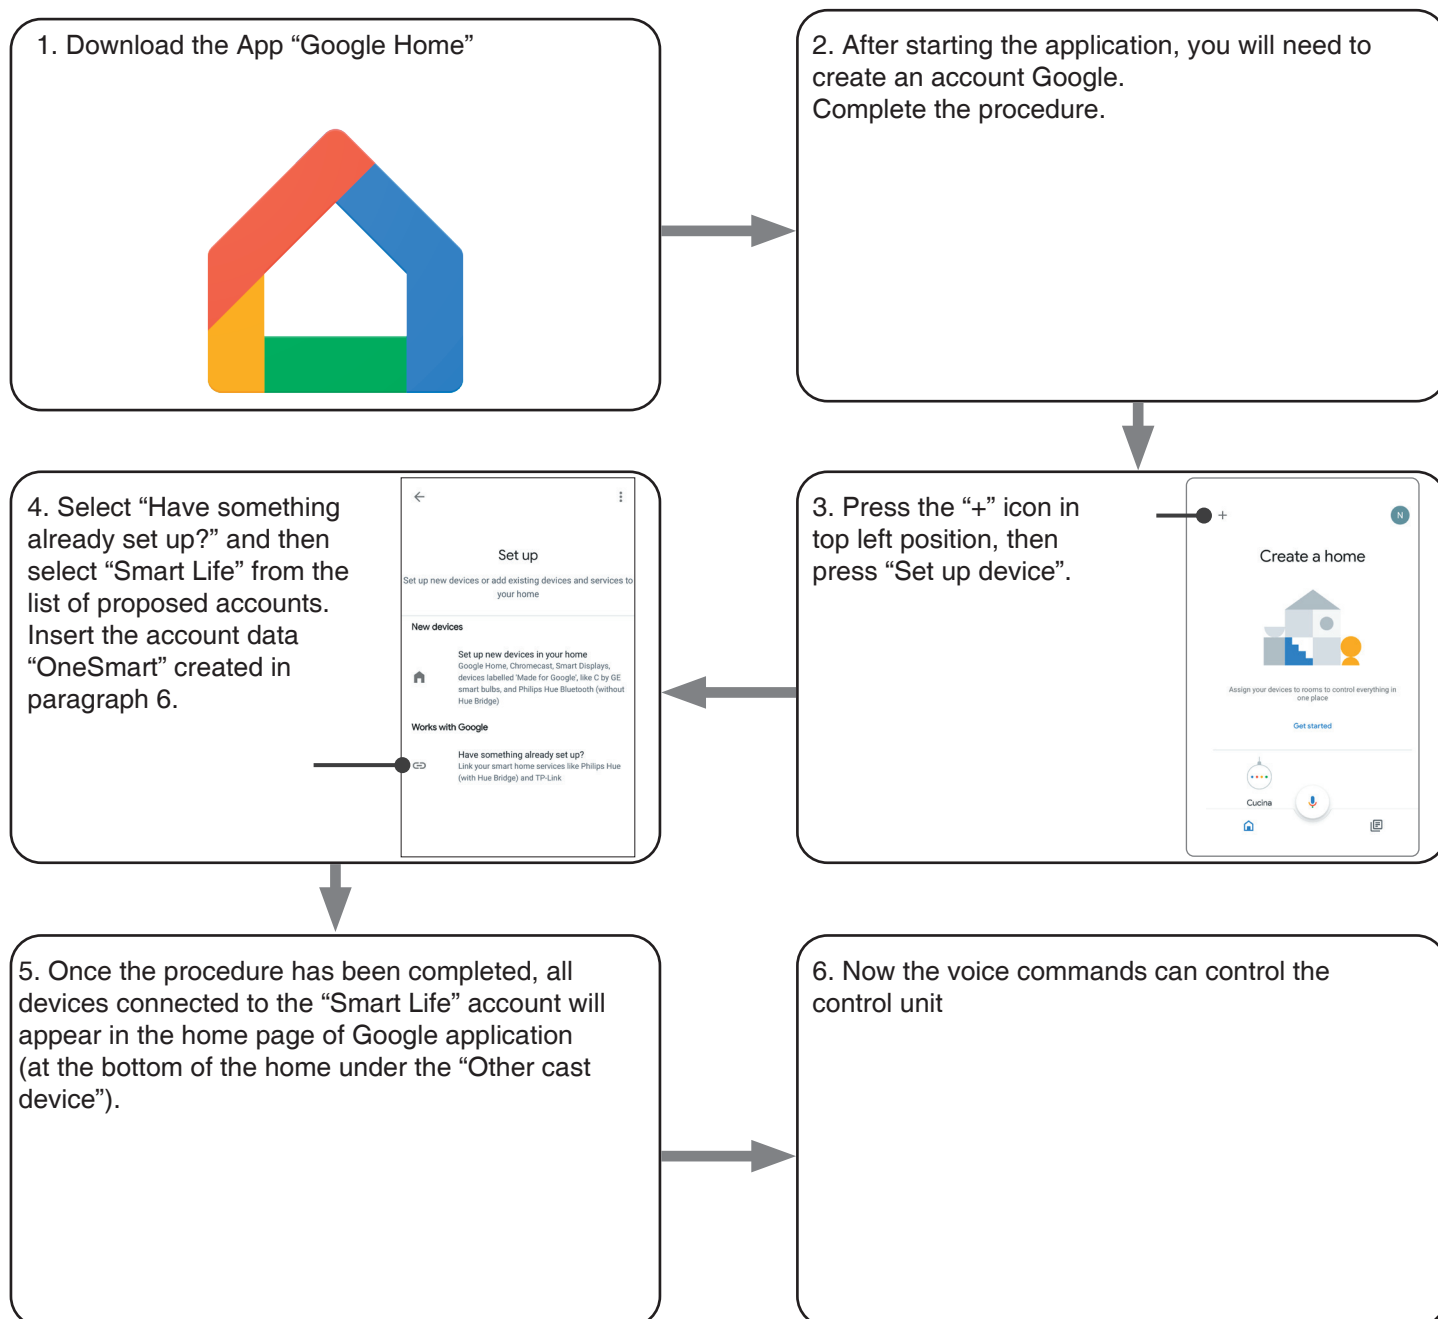 1. Download the App “Google Home”
2. After starting the application, you will need to
create an account Google.
Complete the procedure.
3. Press the “+” icon in
top left position, then
press “Set up device”.
+
N
Create a home
Assign your devices to rooms to control everything in
one place
Get started
Cucina
4. Select “Have something
already set up?” and then
select “Smart Life” from the
list of proposed accounts.
Insert the account data
“OneSmart” created in
paragraph 6.
Set up
Set up new devices or add existing devices and services to
your home
New devices
Set up new devices in your home
Google Home, Chromecast, Smart Displays,
devices labelled 'Made for Google', like C by GE
smart bulbs, and Philips Hue Bluetooth (without
Hue Bridge)
Works with Google
Have something already set up?
Link your smart home services like Philips Hue
(with Hue Bridge) and TP-Link
5. Once the procedure has been completed, all
devices connected to the “Smart Life” account will
appear in the home page of Google application
(at the bottom of the home under the “Other cast
device”).
6. Now the voice commands can control the
control unit